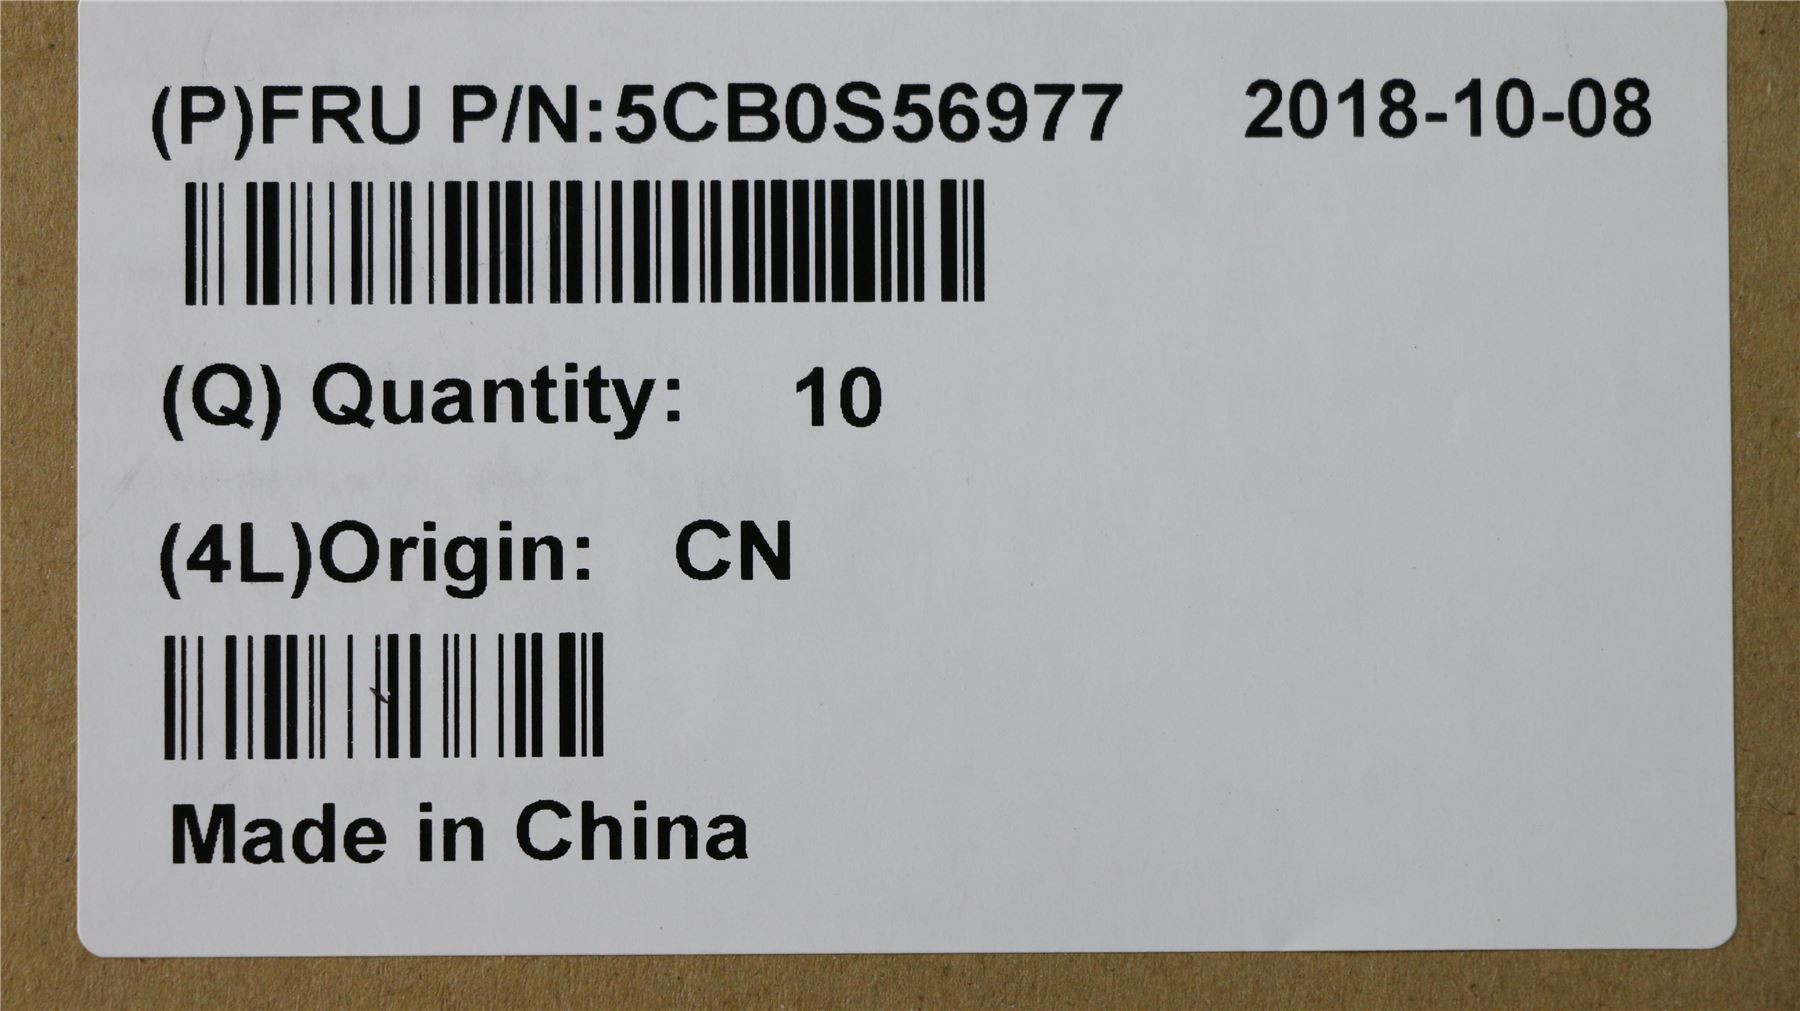 (P)FRU P/N:5CB0S56977 2018-10-08
(Q) Quantity: 10
(4L)Origin: CN
Made in China